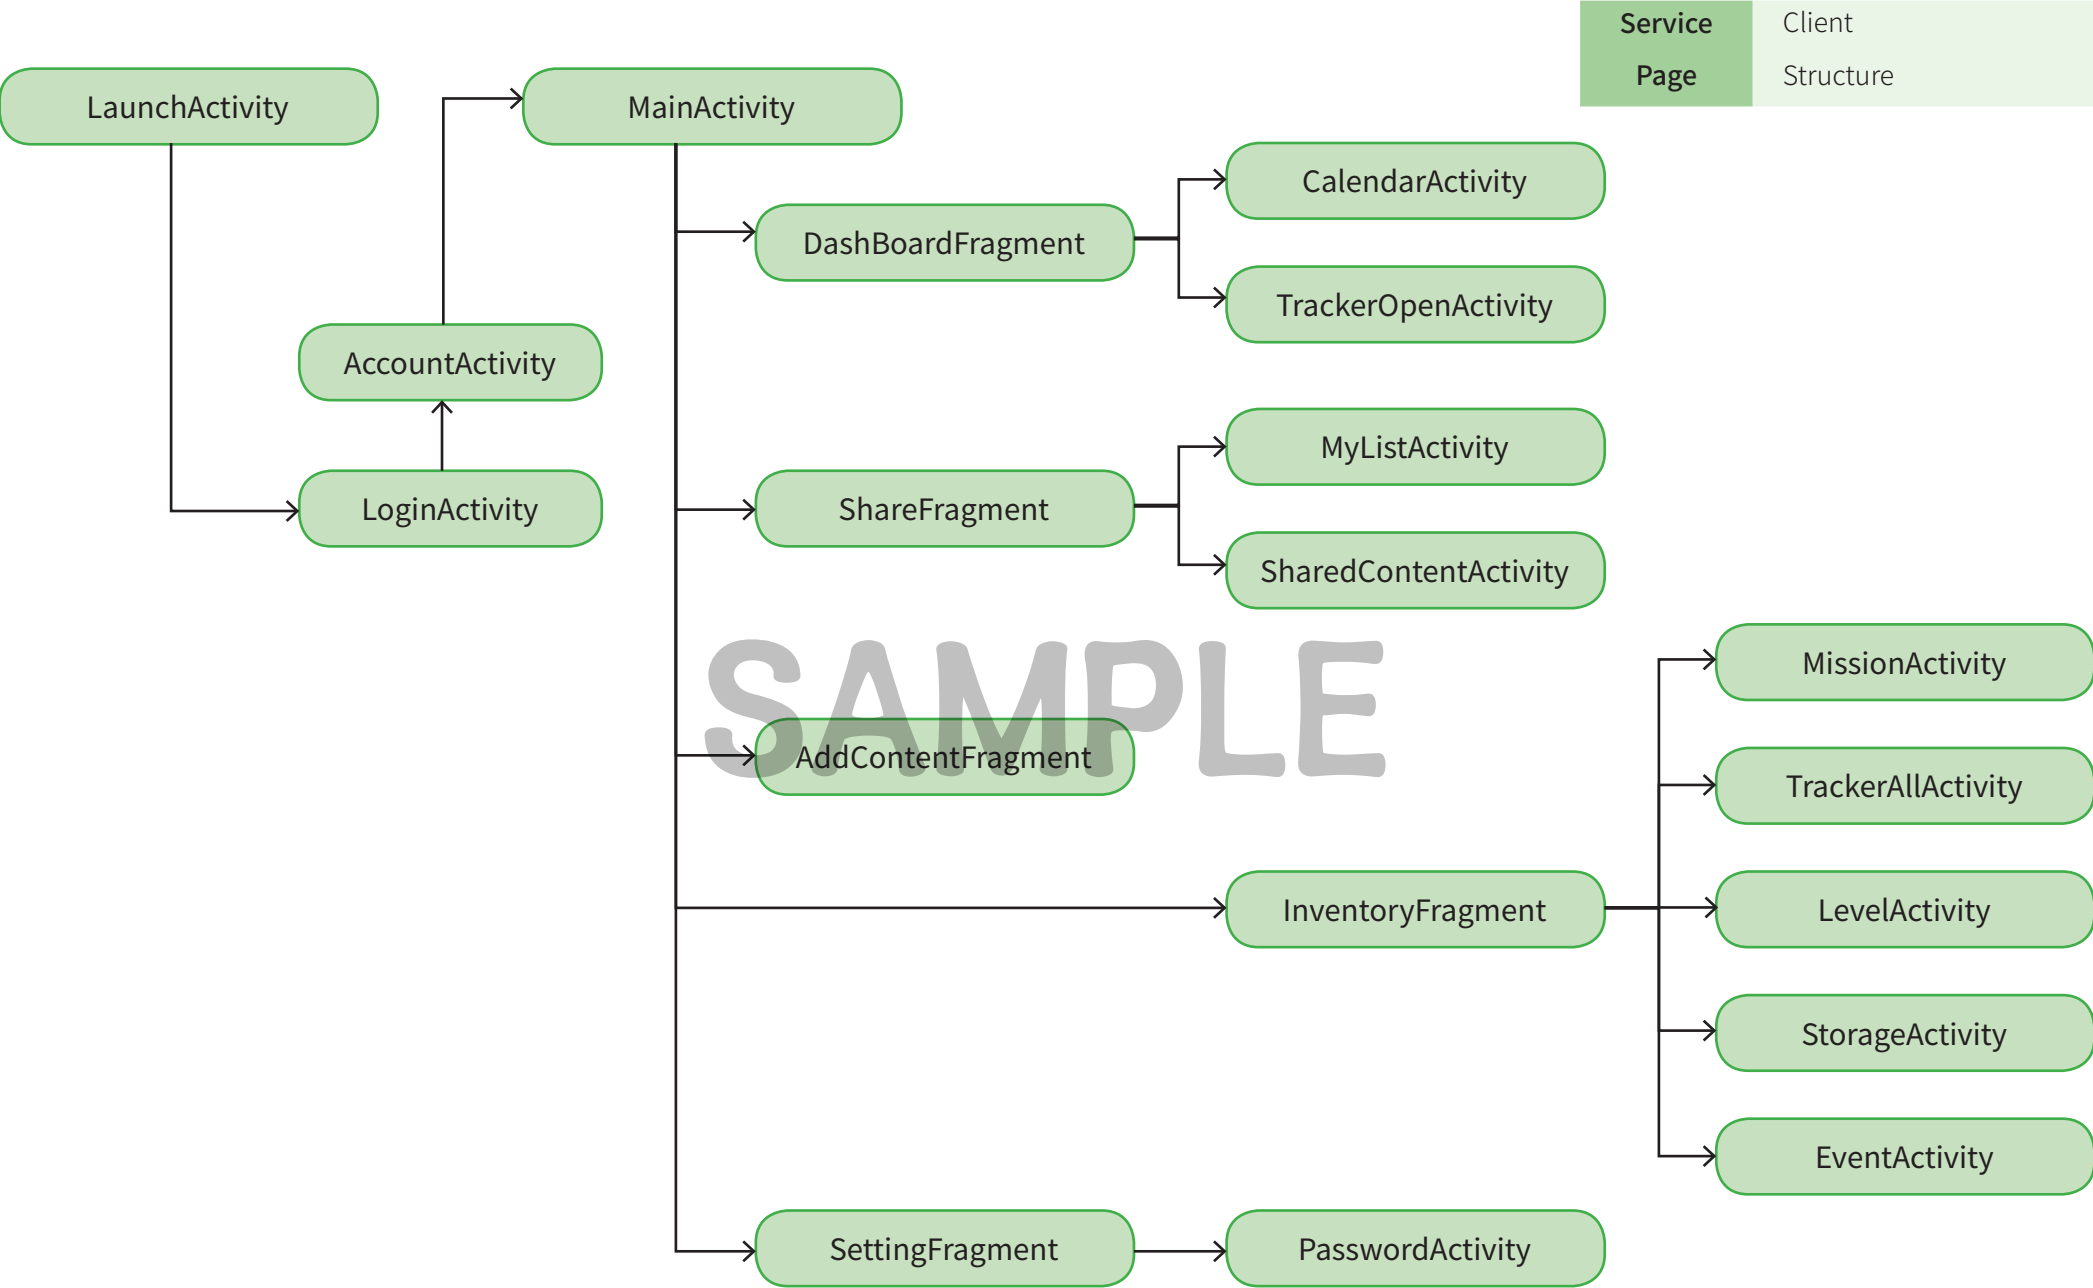 Service Client
Page Structure
LaunchActivity
MainActivity
CalendarActivity
DashBoardFragment
TrackerOpenActivity
AccountActivity
MyListActivity
LoginActivity
ShareFragment
SharedContentActivity
SAMPLE
MissionActivity
AddContentFragment
TrackerAllActivity
InventoryFragment
LevelActivity
StorageActivity
EventActivity
SettingFragment
PasswordActivity